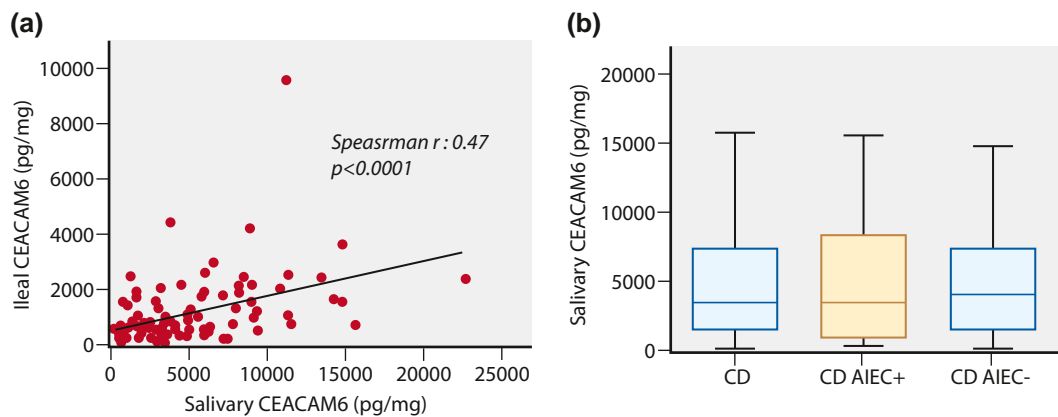 (a)
Ileal CEACAM6 (pg/mg)
10000
8000
6000
4000
2000
0
Speasrman r : 0.47
p<0.0001
0 5000 10000 15000 20000 25000
Salivary CEACAM6 (pg/mg)
(b)
Salivary CEACAM6 (pg/mg)
20000
15000
10000
5000
0
CD CD AIEC+ CD AIEC-